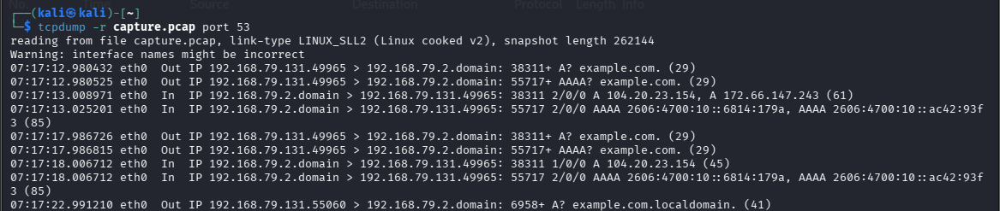 No. Time Source Destination Protocol Length Info
┌──(kali㉿kali)-[~]
└─$ tcpdump -r capture.pcap port 53
reading from file capture.pcap, link-type LINUX_SLL2 (Linux cooked v2), snapshot length 262144
Warning: interface names might be incorrect
07:17:12.980432 eth0  Out IP 192.168.79.131.49965 > 192.168.79.2.domain: 38311+ A? example.com. (29)
07:17:12.980525 eth0  Out IP 192.168.79.131.49965 > 192.168.79.2.domain: 55717+ AAAA? example.com. (29)
07:17:13.008971 eth0  In  IP 192.168.79.2.domain > 192.168.79.131.49965: 38311 2/0/0 A 104.20.23.154, A 172.66.147.243 (61)
07:17:13.025201 eth0  In  IP 192.168.79.2.domain > 192.168.79.131.49965: 55717 2/0/0 AAAA 2606:4700:10::6814:179a, AAAA 2606:4700:10::ac42:93f
3 (85)
07:17:17.986726 eth0  Out IP 192.168.79.131.49965 > 192.168.79.2.domain: 38311+ A? example.com. (29)
07:17:17.986815 eth0  Out IP 192.168.79.131.49965 > 192.168.79.2.domain: 55717+ AAAA? example.com. (29)
07:17:18.006712 eth0  In  IP 192.168.79.2.domain > 192.168.79.131.49965: 38311 1/0/0 A 104.20.23.154 (45)
07:17:18.006712 eth0  In  IP 192.168.79.2.domain > 192.168.79.131.49965: 55717 2/0/0 AAAA 2606:4700:10::6814:179a, AAAA 2606:4700:10::ac42:93f
3 (85)
07:17:22.991210 eth0  Out IP 192.168.79.131.55060 > 192.168.79.2.domain: 6958+ A? example.com.localdomain. (41)